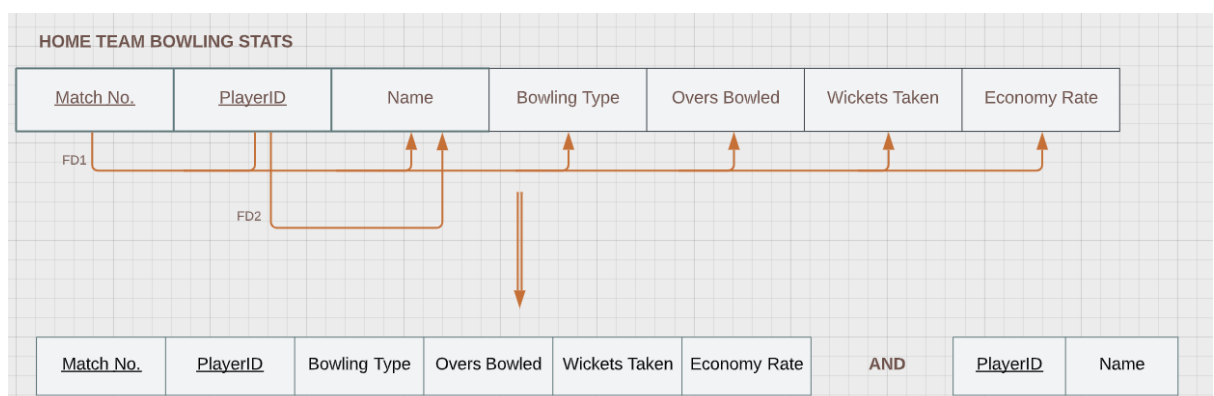 HOME TEAM BOWLING STATS
Match No. PlayerID Name Bowling Type Overs Bowled Wickets Taken Economy Rate
FD1
FD2
Match No. PlayerID Bowling Type Overs Bowled Wickets Taken Economy Rate AND PlayerID Name